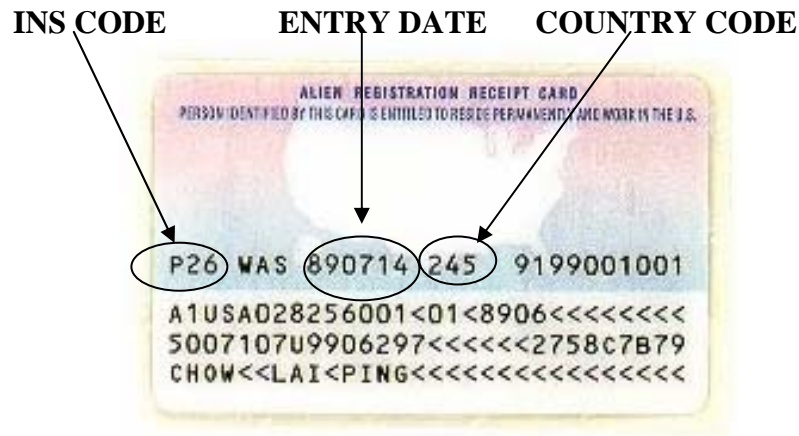 INS CODE ENTRY DATE COUNTRY CODE
ALIEN REGISTRATION RECEIPT CARD
PERSON IDENTIFIED BY THIS CARD IS ENTITLED TO RESIDE PERMANENTLY AND WORK IN THE U.S.
P26 WAS 890714 245 9199001001
A1USA028256001<01<8906<<<<<<<<
5007107U9906297<<<<<<2758C7B79
CHOW<<LAI<PING<<<<<<<<<<<<<<<<